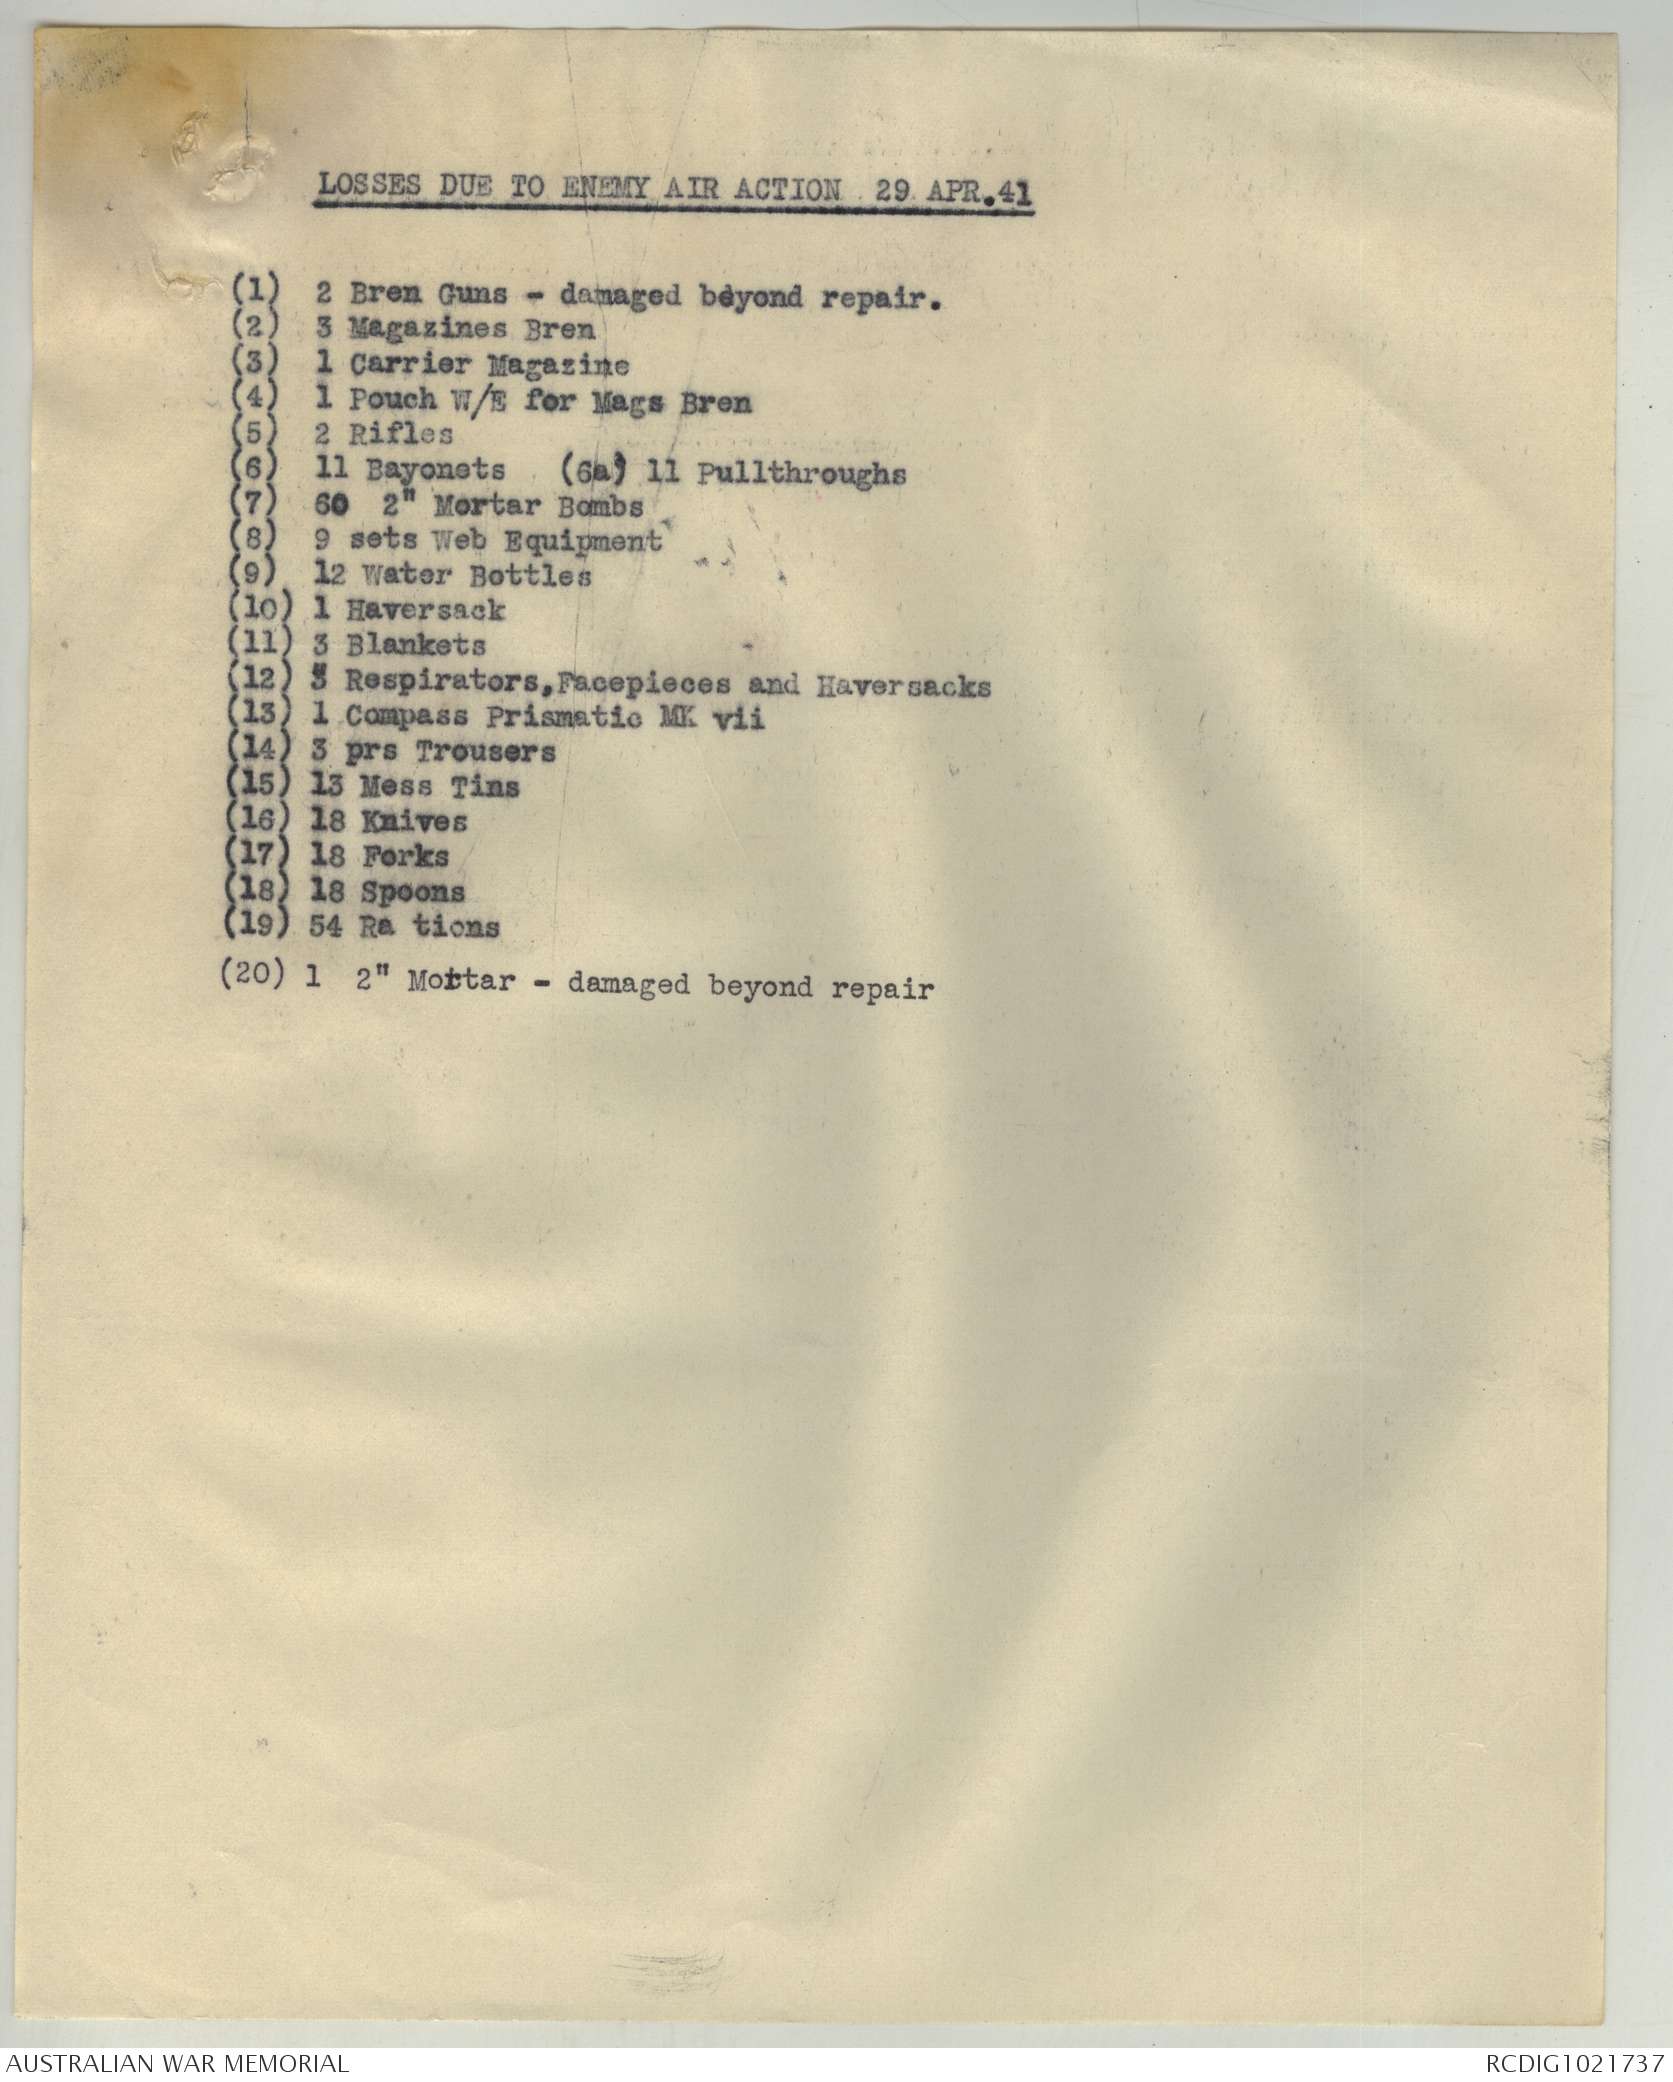 LOSSES DUE TO ENEMY AIR ACTION 29 APR.41
(1) 2 Bren Guns - damaged beyond repair.
(2) 3 Magazines Bren
(3) 1 Carrier Magazine
(4) 1 Pouch W/E for Mags Bren
(5) 2 Rifles
(6) 11 Bayonets (6a) 11 Pullthroughs
(7) 60 2" Mortar Bombs
(8) 9 sets Web Equipment
(9) 12 Water Bottles
(10) 1 Haversack
(11) 3 Blankets
(12) Respirators,Facepieces and Haversacks
(13) 1 Compass Prismatic MK vii
(14) 3 prs Trousers
(15) 13 Mess Tins
(16) 18 Knives
(17) 18 Forks
(18) 18 Spoons
(19) 54 Ra tions
(20) 1 2" Mortar - damaged beyond repair
AUSTRALIAN WAR MEMORIAL
RCDIG1021737